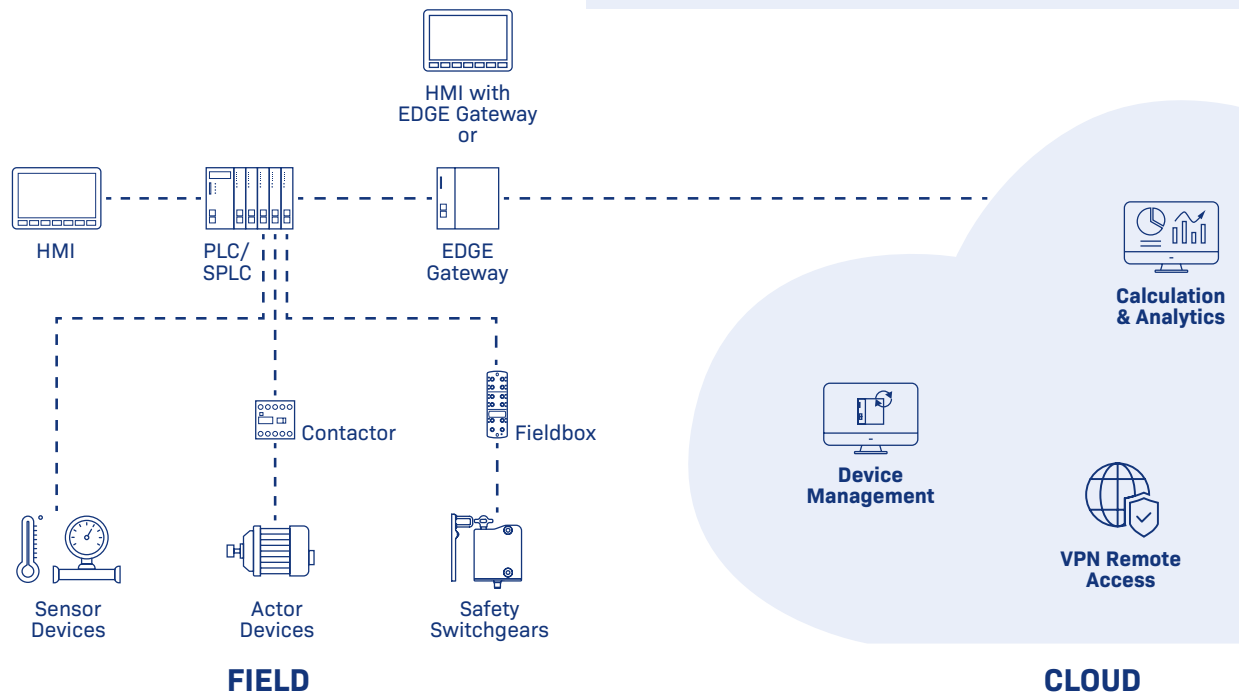 HMI with
EDGE Gateway
or
HMI
PLC/
SPLC
EDGE
Gateway
Calculation
& Analytics
Contactor
Fieldbox
Device
Management
VPN Remote
Access
Sensor
Devices
Actor
Devices
Safety
Switchgears
FIELD
CLOUD